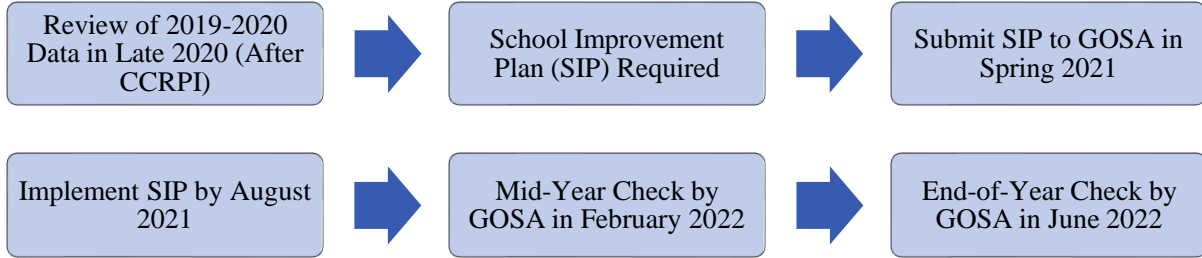 Review of 2019-2020
Data in Late 2020 (After
CCRPI)
School Improvement
Plan (SIP) Required
Submit SIP to GOSA in
Spring 2021
Implement SIP by August
2021
Mid-Year Check by
GOSA in February 2022
End-of-Year Check by
GOSA in June 2022